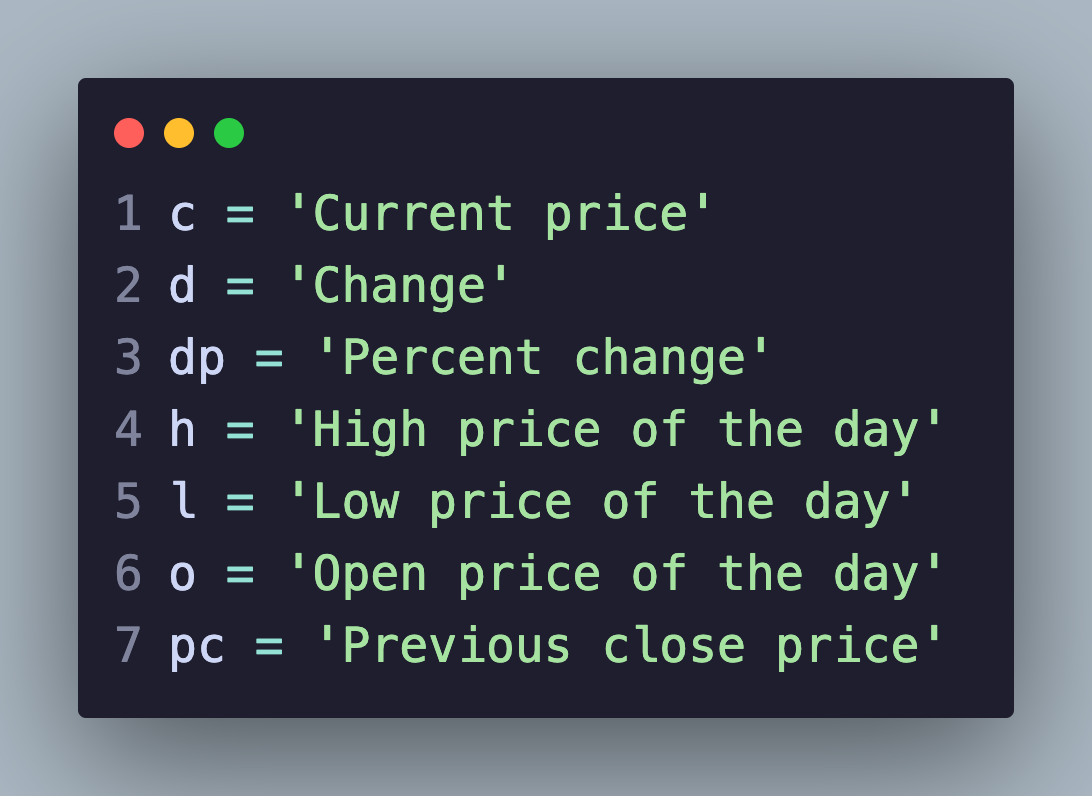 1 c = 'Current price'
2 d = 'Change'
3 dp = 'Percent change'
4 h = 'High price of the day'
5 l = 'Low price of the day'
6 o = 'Open price of the day'
7 pc = 'Previous close price'